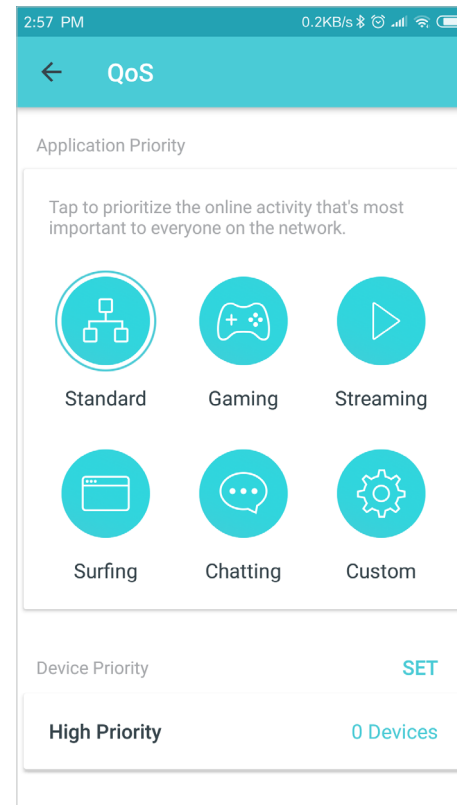 2:57 PM 0.2KB/s
QoS
Application Priority
Tap to prioritize the online activity that's most
important to everyone on the network.
Standard Gaming Streaming
Surfing Chatting Custom
Device Priority SET
High Priority 0 Devices